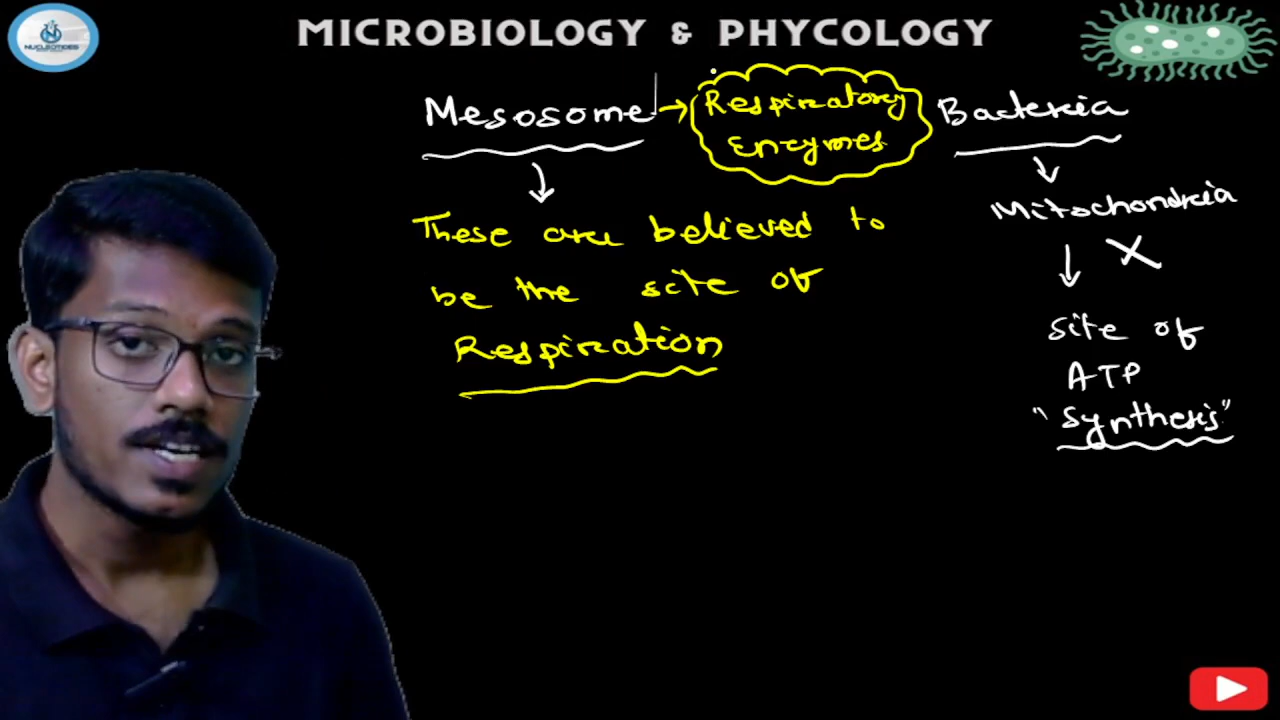 NUCLEOTIDES
MICROBIOLOGY & PHYCOLOGY
Mesosome → Respiratory
Enzymes
These are believed to
be the site of
Respiration
Bacteria
Mitochondria
X
Site of
ATP
"Synthesis"